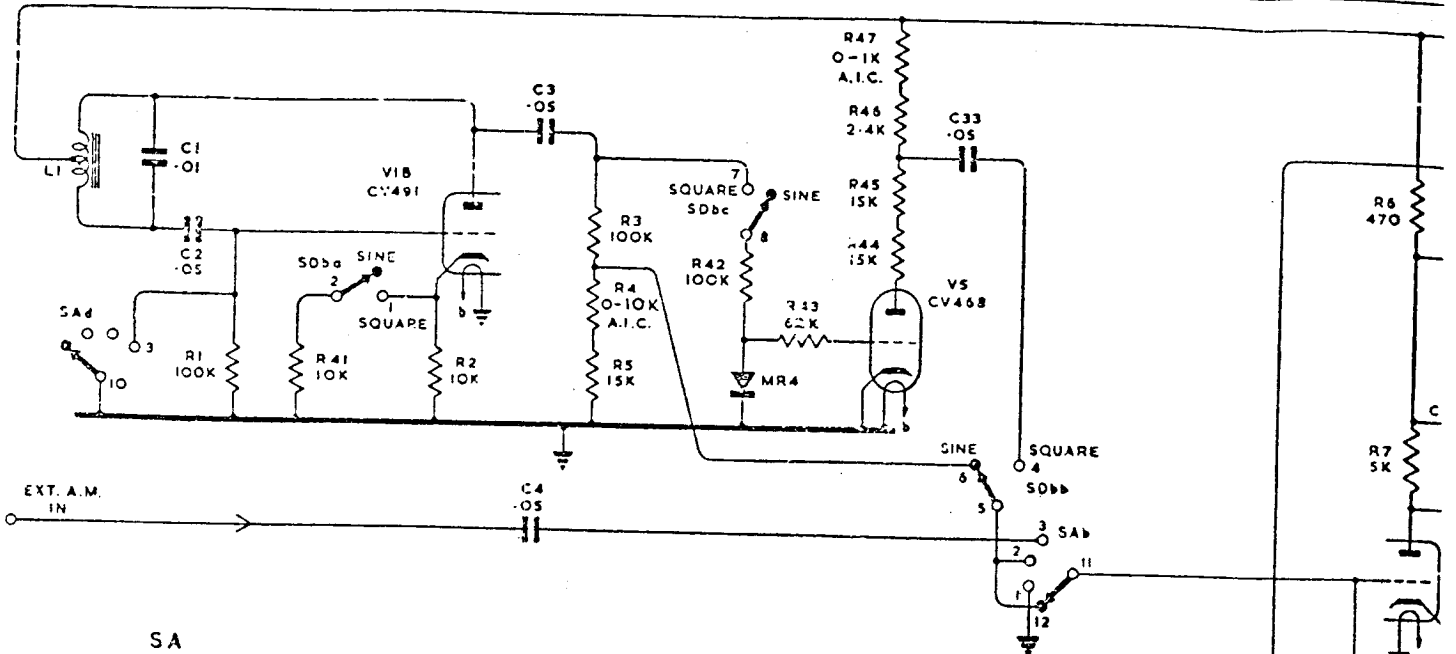 R47
0-1K
A.I.C.
R46
2·4K
C33
·05
C3
·05
C1
·01
L1
V1B
CV491
7
SQUARE
SDbc
SINE
8
R45
15K
R44
15K
R6
470
C2
·05
R3
100K
R42
100K
SDba
SINE
2
1
SQUARE
b
R4
0-10K
A.I.C.
R43
62K
V5
CV468
SAd
3
10
R1
100K
R41
10K
R2
10K
R5
15K
MR4
b
C
SINE
6
SQUARE
4
SDbb
5
R7
5K
EXT. A.M.
IN
C4
·05
3
SAb
2
11
1
12
SA